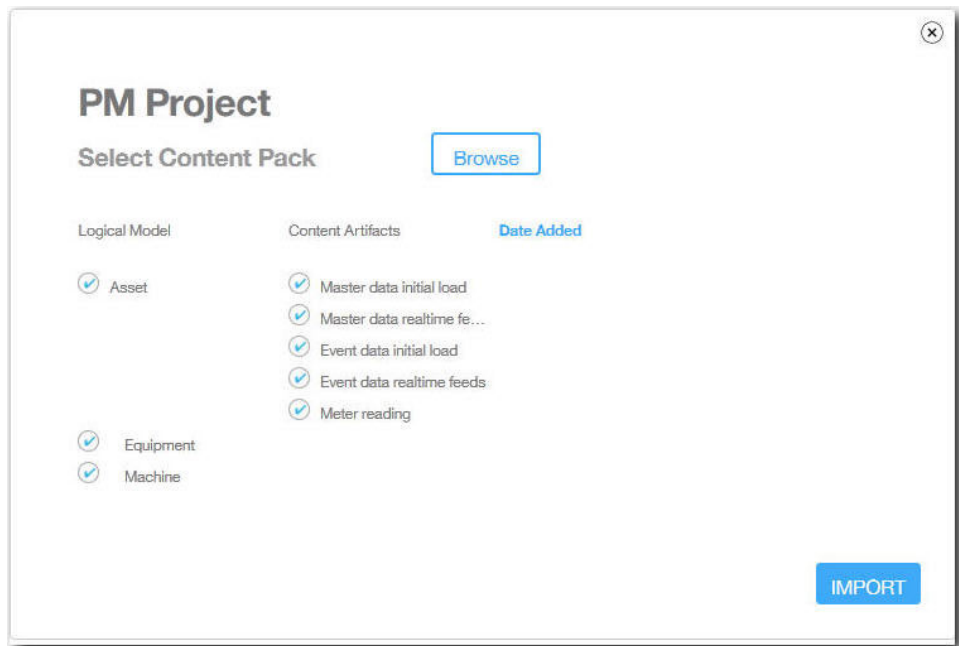 PM Project
Select Content Pack Browse
Logical Model Content Artifacts Date Added
Asset Master data initial load
Master data realtime fe...
Event data initial load
Event data realtime feeds
Meter reading
Equipment
Machine
IMPORT